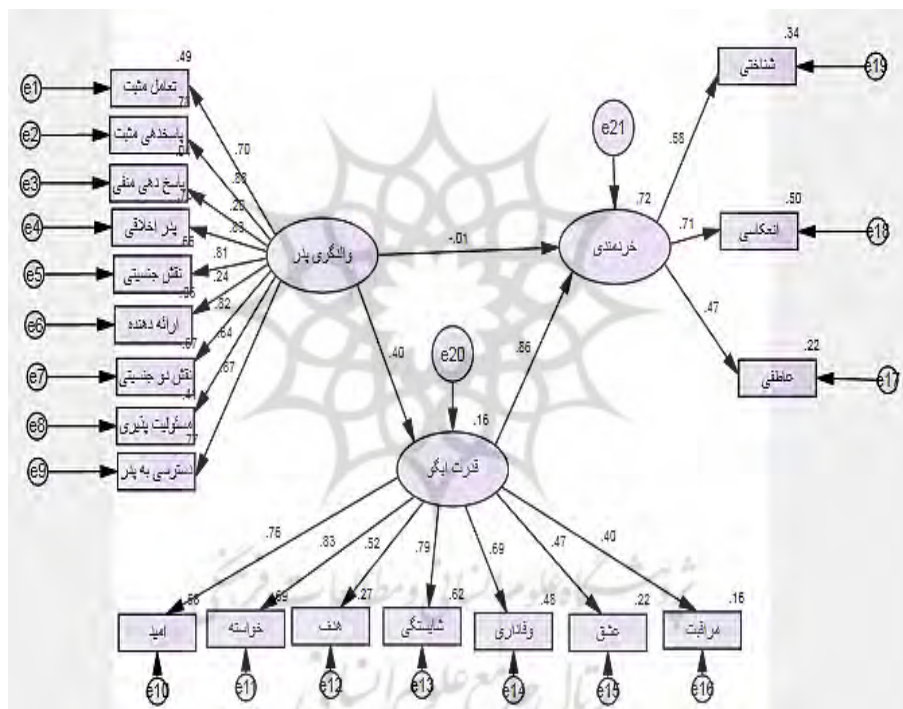 .49
e1
تعامل مثبت
e2
پاسخدهی مثبت
e3
پاسخ دهی منفی
e4
پدر اخلاقی
e5
نقش جنسیتی
e6
ارائه دهنده
e7
نقش دو جنسیتی
e8
مسئولیت پذیری
e9
دسترسی به پدر
.70
.81
.24
.64
.67
والدگری پدر
-.01
.40
e21
.72
خردمندی
.86
e20
.16
قدرت ایگو
.58
.71
.47
.34
شناختی
e19
.50
انعکاسی
e18
.22
عاطفی
e17
.83
.52
.79
.69
.47
.40
.27
.62
.48
.22
.16
امید
خواسته
هدف
شایستگی
وفاداری
عشق
مراقبت
e10
e11
e12
e13
e14
e15
e16